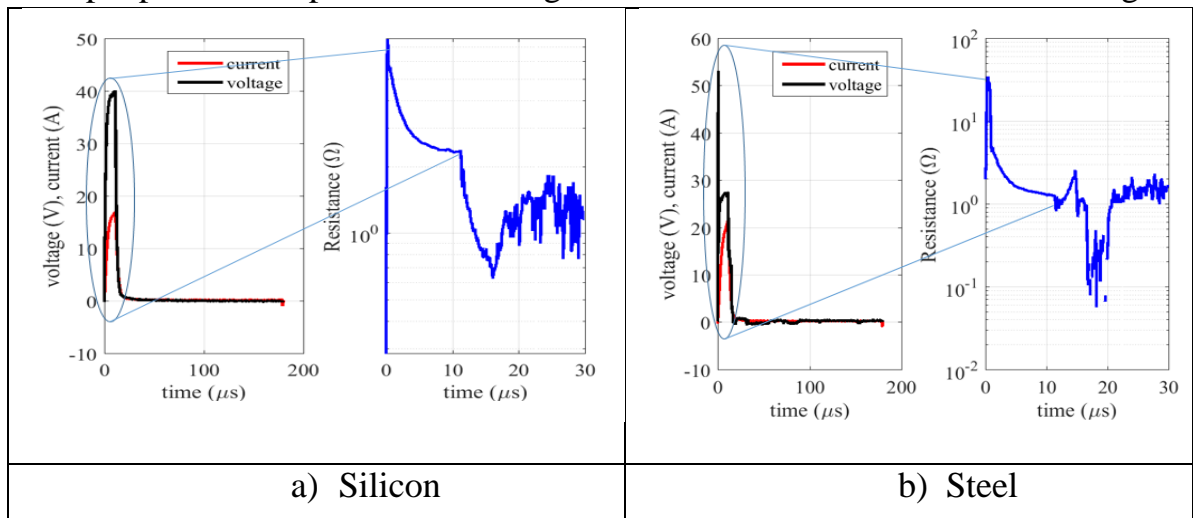 50
40
30
20
10
0
-10
current
voltage
voltage (V), current (A)
0
100
200
time (μs)
Resistance (Ω)
10⁰
0
10
20
30
time (μs)
60
50
40
30
20
10
0
-10
current
voltage
voltage (V), current (A)
0
100
200
time (μs)
10²
10¹
10⁰
10⁻¹
10⁻²
Resistance (Ω)
0
10
20
30
time (μs)
a) Silicon
b) Steel